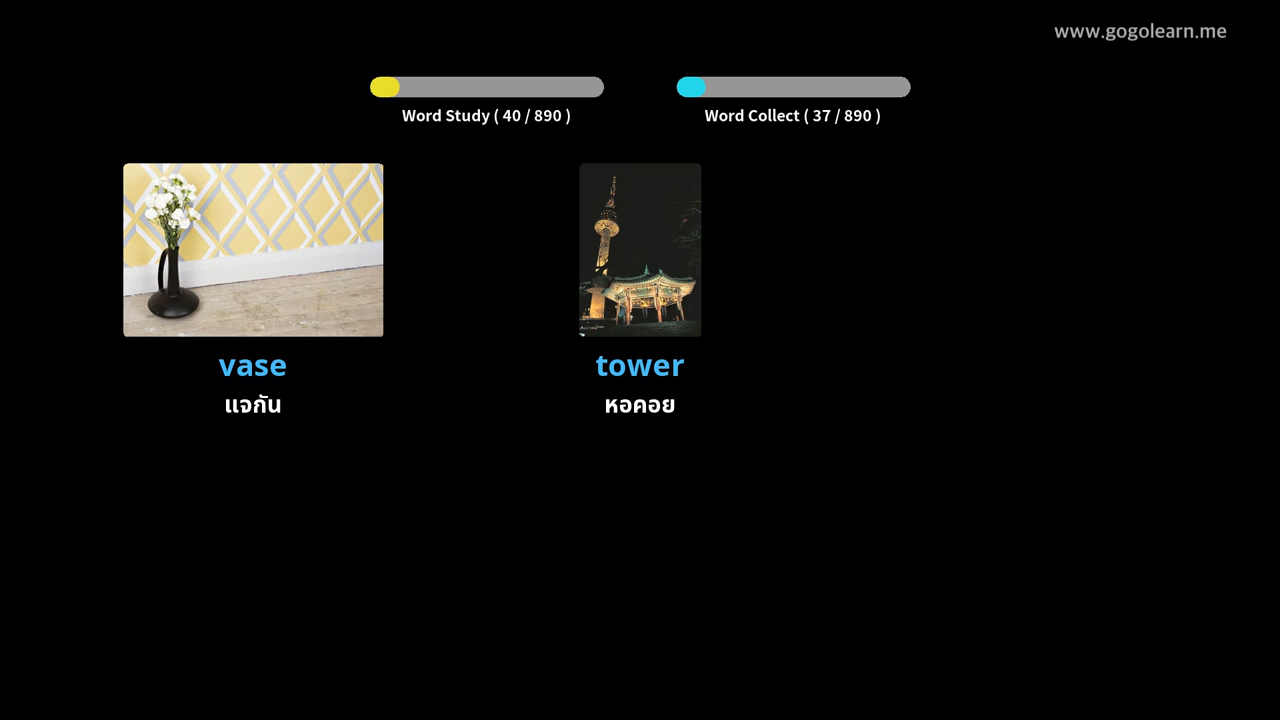 www.gogolearn.me
Word Study ( 40 / 890 )
Word Collect ( 37 / 890 )
vase
แจกัน
tower
หอคอย